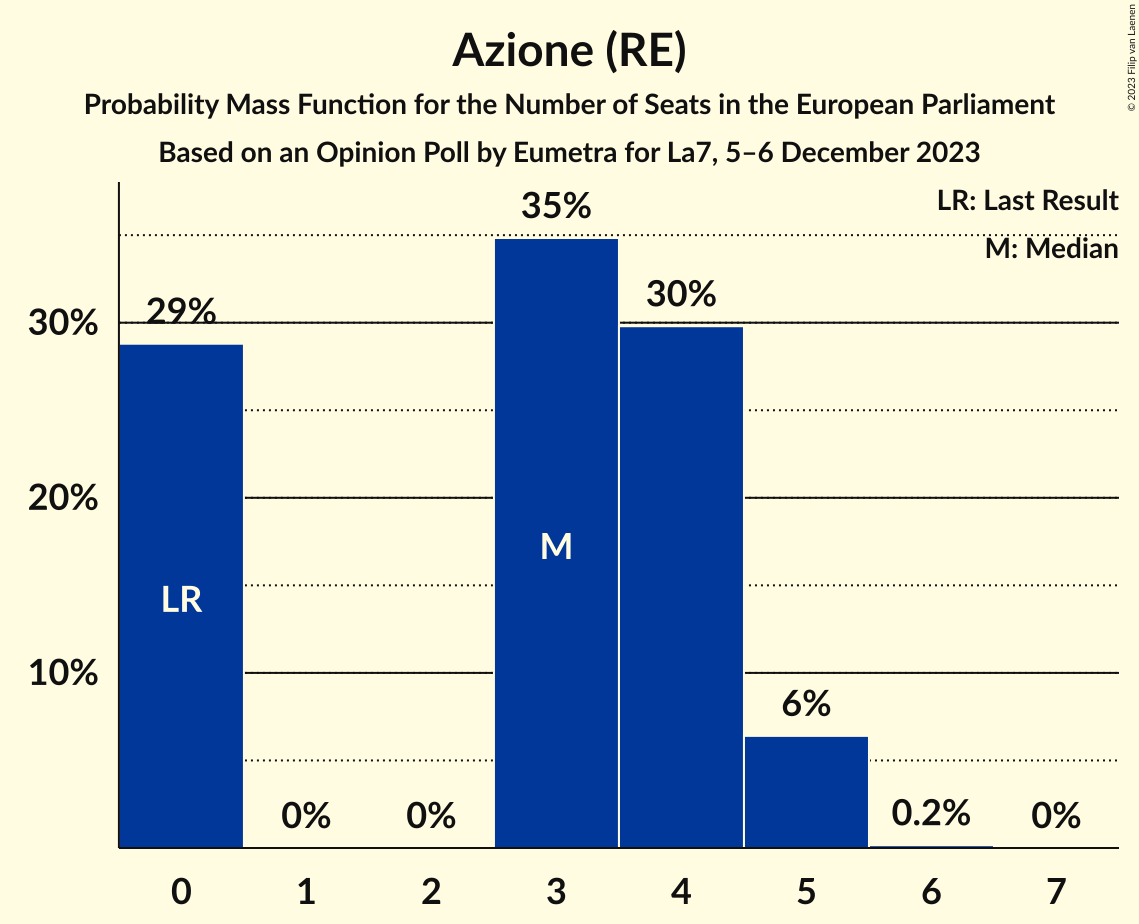 Azione (RE)
Probability Mass Function for the Number of Seats in the European Parliament
Based on an Opinion Poll by Eumetra for La7, 5–6 December 2023
© 2023 Filip van Laenen
LR: Last Result
M: Median
35%
30%
29%
30%
20%
10%
LR
M
6%
0%
0%
0.2%
0%
0 1 2 3 4 5 6 7